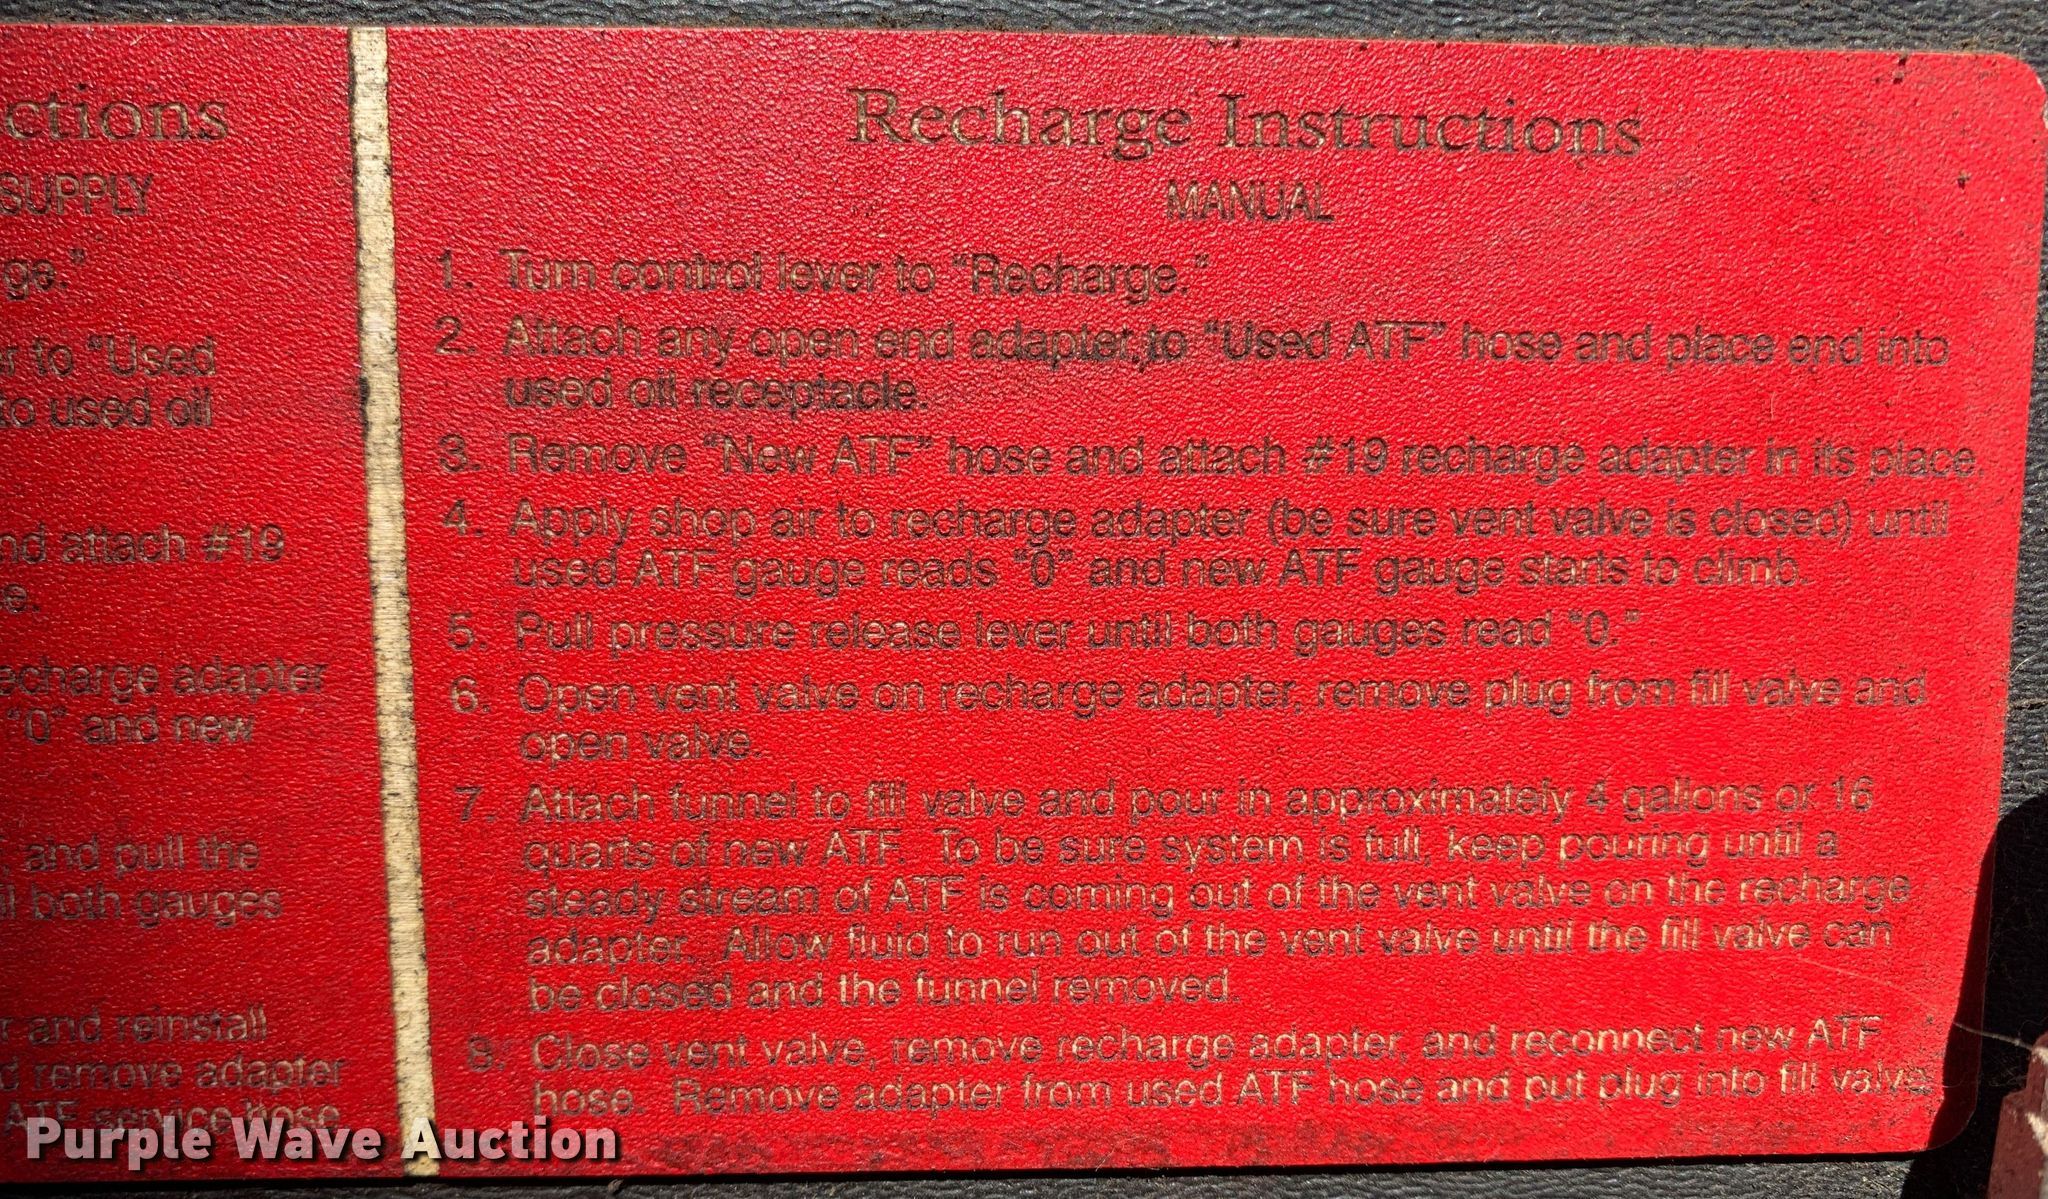 ctions
SUPPLY
ge."
er to "Used
to used oil
nd attach #19
e.
echarge adapter
"0" and new
and pull the
il both gauges
r and reinstall
d remove adapter
ATF service hose
Recharge Instructions
MANUAL
1. Turn control lever to "Recharge."
2. Attach any open end adapter to "Used ATF" hose and place end into
used oil receptacle.
3. Remove "New ATF" hose and attach #19 recharge adapter in its place.
4. Apply shop air to recharge adapter (be sure vent valve is closed) until
used ATF gauge reads "0" and new ATF gauge starts to climb.
5. Pull pressure release lever until both gauges read "0."
6. Open vent valve on recharge adapter, remove plug from fill valve and
open valve.
7. Attach funnel to fill valve and pour in approximately 4 gallons or 16
quarts of new ATF. To be sure system is full, keep pouring until a
steady stream of ATF is coming out of the vent valve on the recharge
adapter. Allow fluid to run out of the vent valve until the fill valve can
be closed and the funnel removed.
8. Close vent valve, remove recharge adapter, and reconnect new ATF
hose. Remove adapter from used ATF hose and put plug into fill valve.
Purple Wave Auction